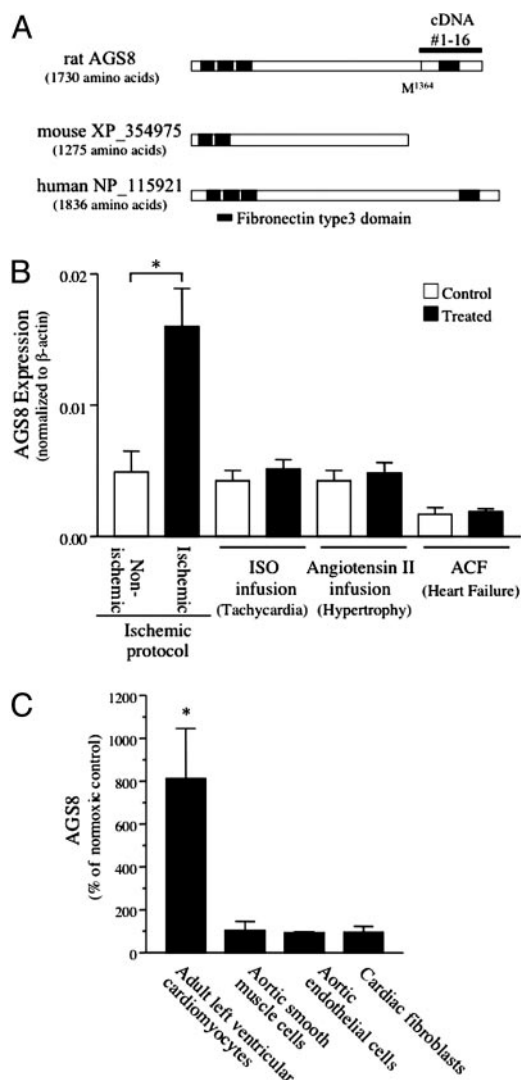 A
cDNA
#1-16
rat AGS8
(1730 amino acids)
M1364
mouse XP_354975
(1275 amino acids)
human NP_115921
(1836 amino acids)
Fibronectin type3 domain
B
0.02
0.01
0.00
AGS8 Expression
(normalized to β-actin)
*
Control
Treated
Non-
ischemic
Ischemic
Ischemic
protocol
ISO
infusion
(Tachycardia)
Angiotensin II
infusion
(Hypertrophy)
ACF
(Heart Failure)
C
1200
1000
800
600
400
200
0
AGS8
(% of normoxic control)
*
Adult left ventricular
cardiomyocytes
Aortic smooth
muscle cells
Aortic
endothelial cells
Cardiac fibroblasts